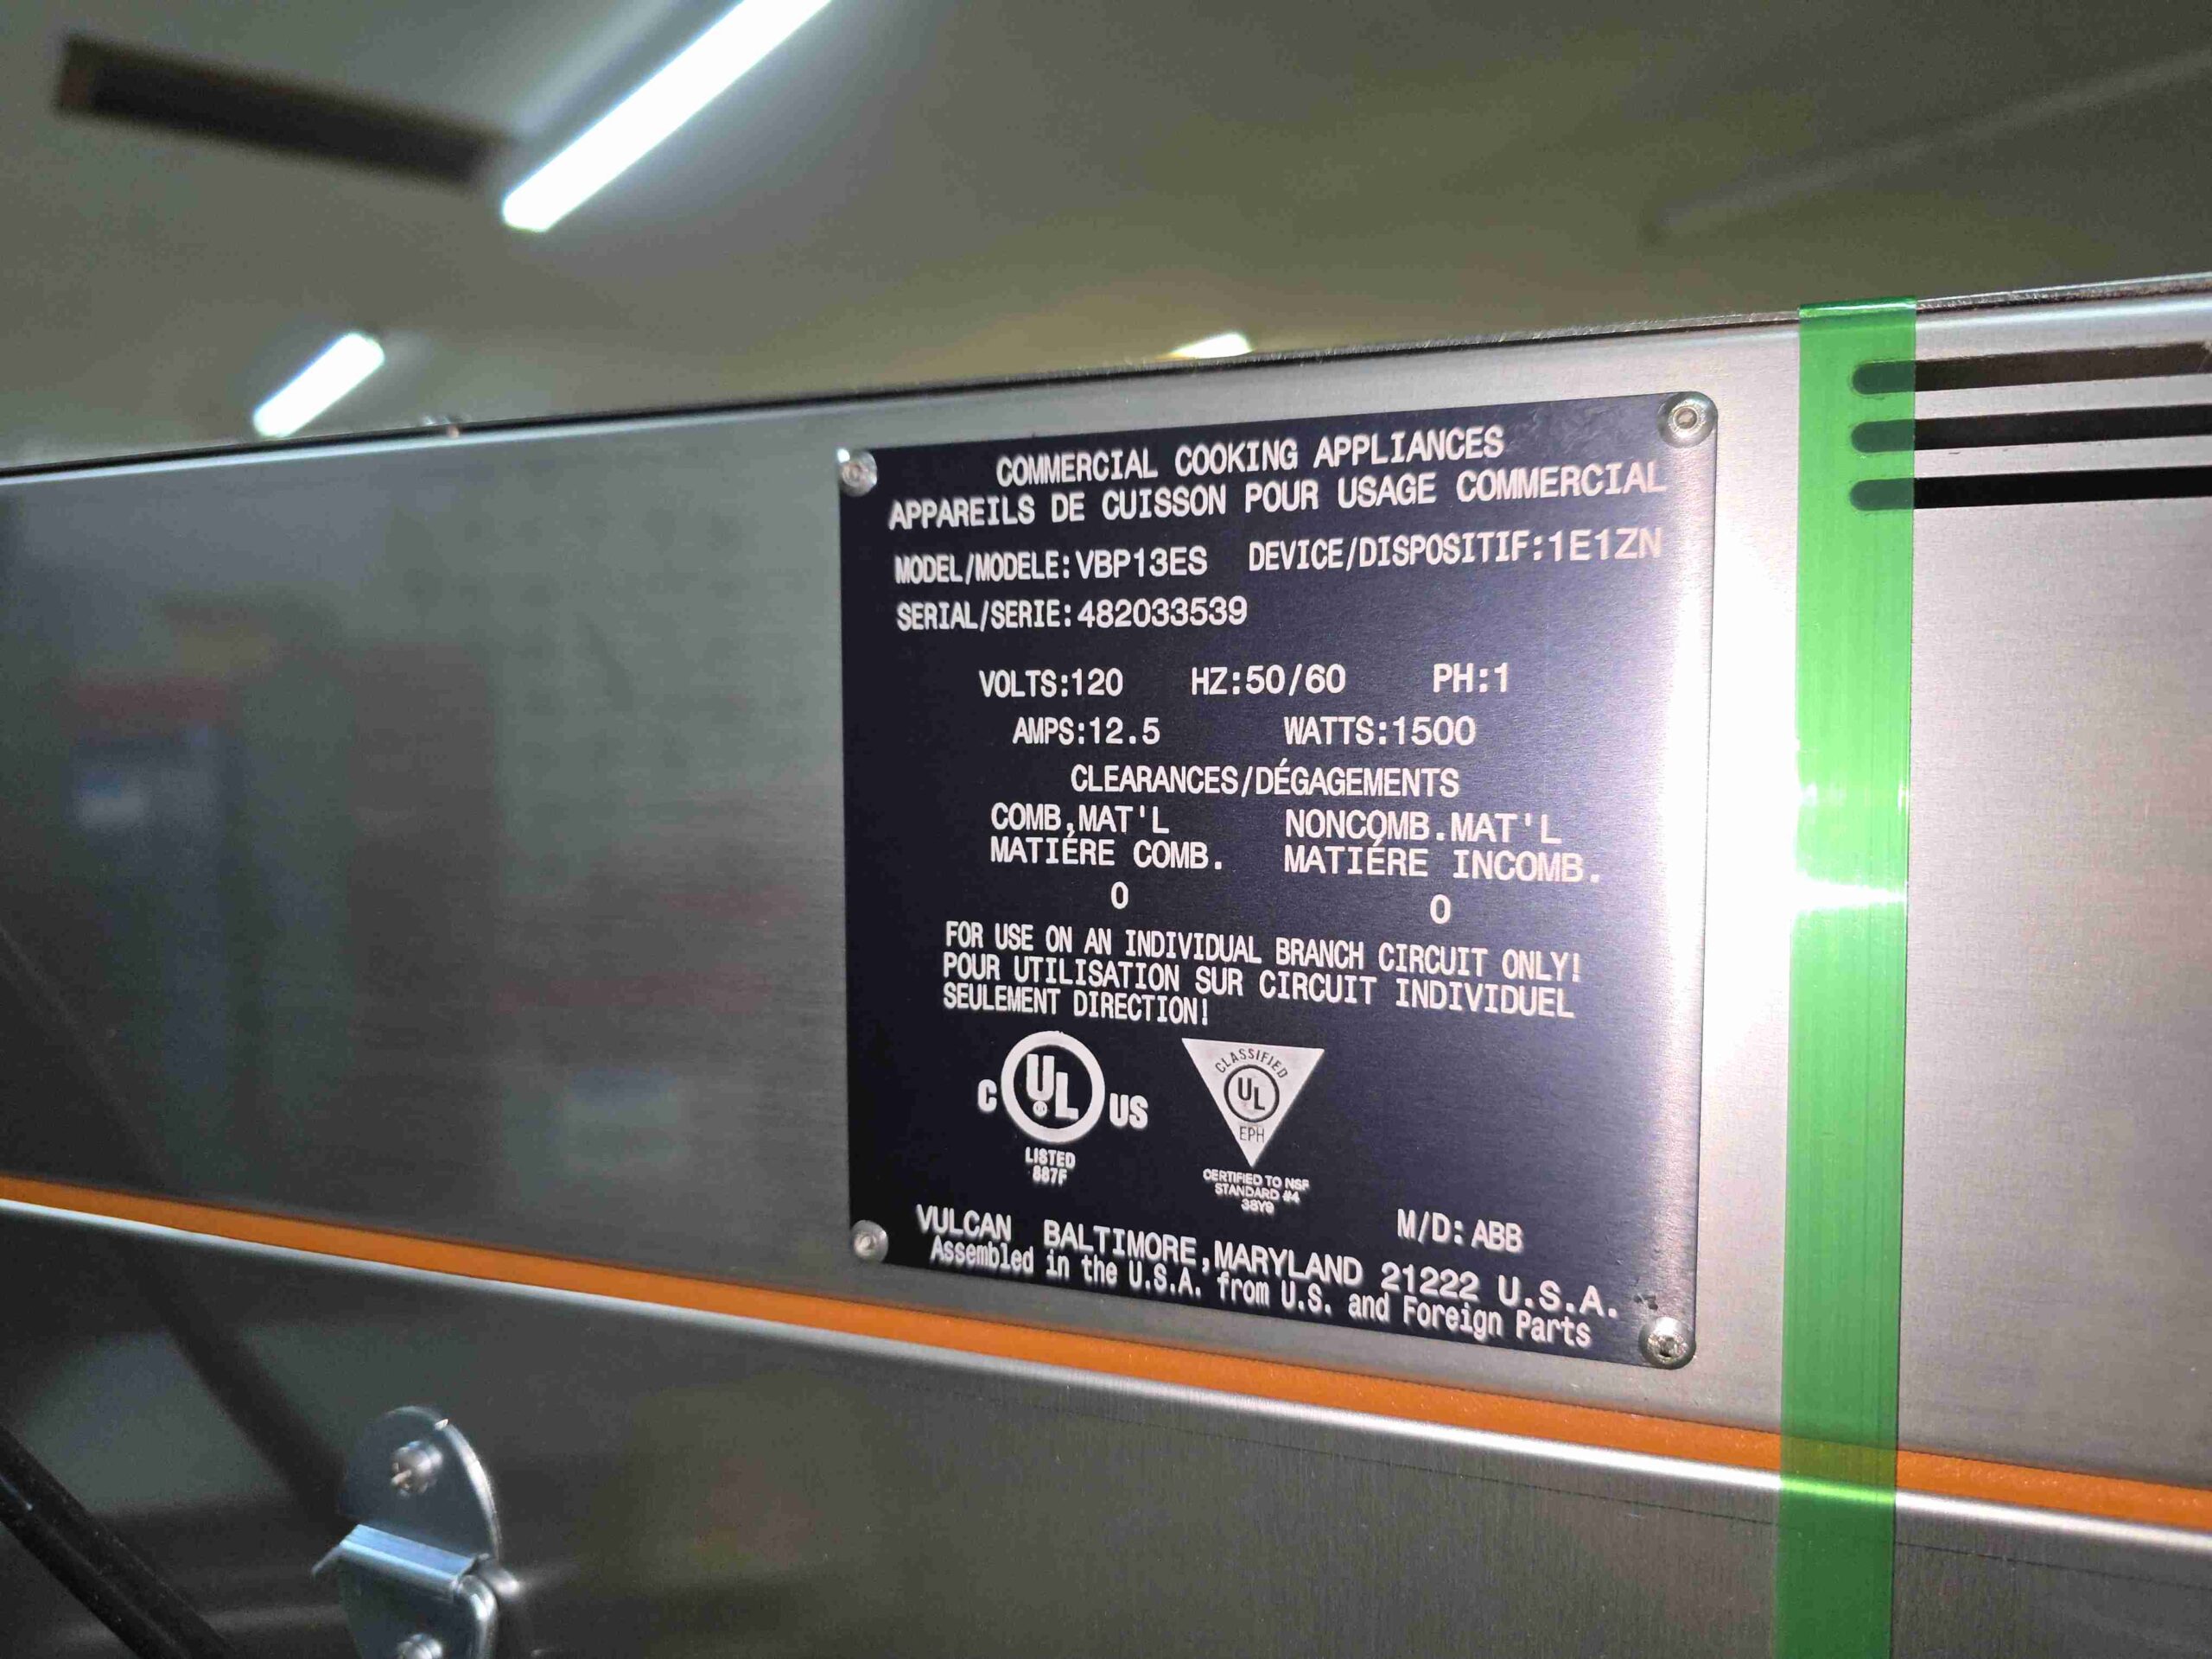 COMMERCIAL COOKING APPLIANCES
APPAREILS DE CUISSON POUR USAGE COMMERCIAL
MODEL/MODELE:VBP13ES DEVICE/DISPOSITIF:1E1ZN
SERIAL/SERIE:482033539
VOLTS:120 HZ:50/60 PH:1
AMPS:12.5 WATTS:1500
CLEARANCES/DÉGAGEMENTS
COMB.MAT'L NONCOMB.MAT'L
MATIÉRE COMB. MATIÉRE INCOMB.
0 0
FOR USE ON AN INDIVIDUAL BRANCH CIRCUIT ONLY!
POUR UTILISATION SUR CIRCUIT INDIVIDUEL
SEULEMENT DIRECTION!
C UL US
LISTED
887F
CLASSIFIED
UL
EPH
CERTIFIED TO NSF
STANDARD #4
38Y9
M/D: ABB
VULCAN BALTIMORE,MARYLAND 21222 U.S.A.
Assembled in the U.S.A. from U.S. and Foreign Parts